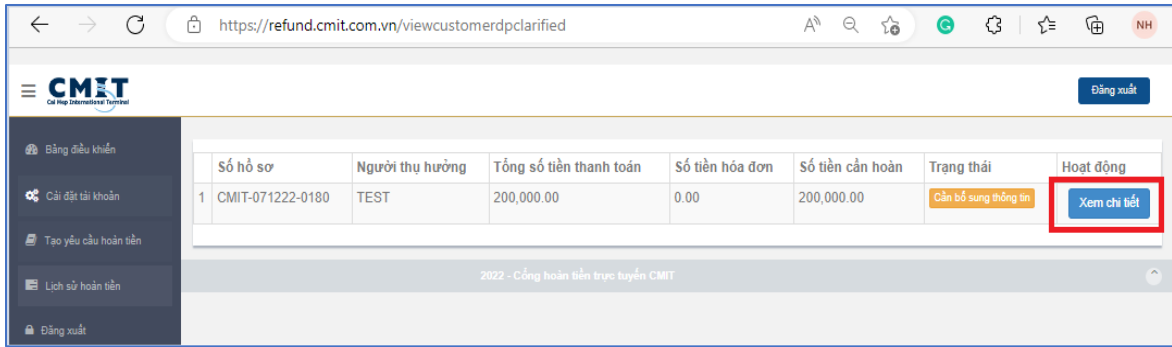 https://refund.cmit.com.vn/viewcustomerdpclarified
NH
CMIT
Cai Mep International Terminal
Đăng xuất
Bảng điều khiển
Cài đặt tài khoản
Tạo yêu cầu hoàn tiền
Lịch sử hoàn tiền
Đăng xuất
Số hồ sơ Người thụ hưởng Tổng số tiền thanh toán Số tiền hóa đơn Số tiền cần hoàn Trạng thái Hoạt động
1 CMIT-071222-0180 TEST 200,000.00 0.00 200,000.00 Cần bổ sung thông tin Xem chi tiết
2022 - Cổng hoàn tiền trực tuyến CMIT